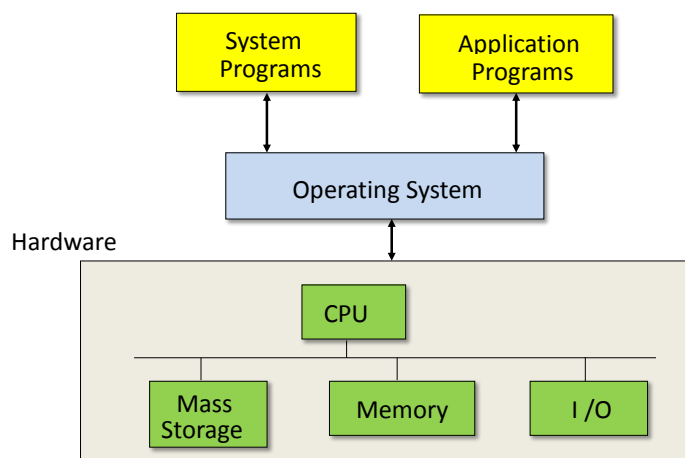 System
Programs
Application
Programs
Operating System
Hardware
CPU
Mass
Storage
Memory
I /O